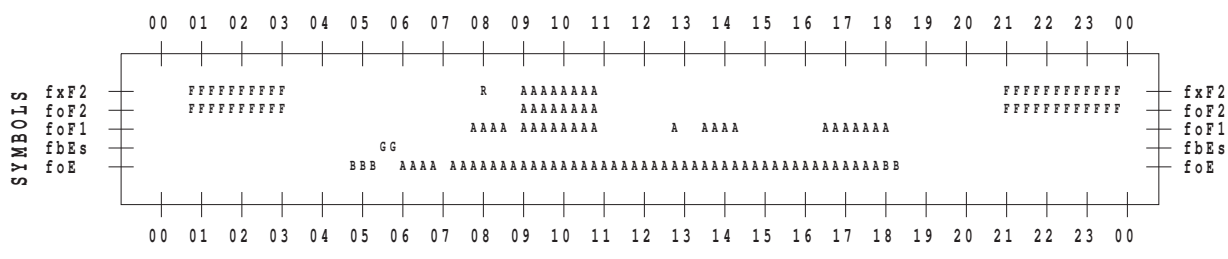 00 01 02 03 04 05 06 07 08 09 10 11 12 13 14 15 16 17 18 19 20 21 22 23 00
SYMBOLS
fxF2 FFFFFFFFFF R AAAAAAAA FFFFFFFFFFFF fxF2
foF2 FFFFFFFFFF AAAAAAAA FFFFFFFFFFFF foF2
foF1 AAAA AAAAAAAA A AAAA AAAAAAA foF1
fbEs GG fbEs
foE BBB AAAA AAAAAAAAAAAAAAAAAAAAAAAAAAAAAAAAAAAAAAAAAAABB foE
00 01 02 03 04 05 06 07 08 09 10 11 12 13 14 15 16 17 18 19 20 21 22 23 00